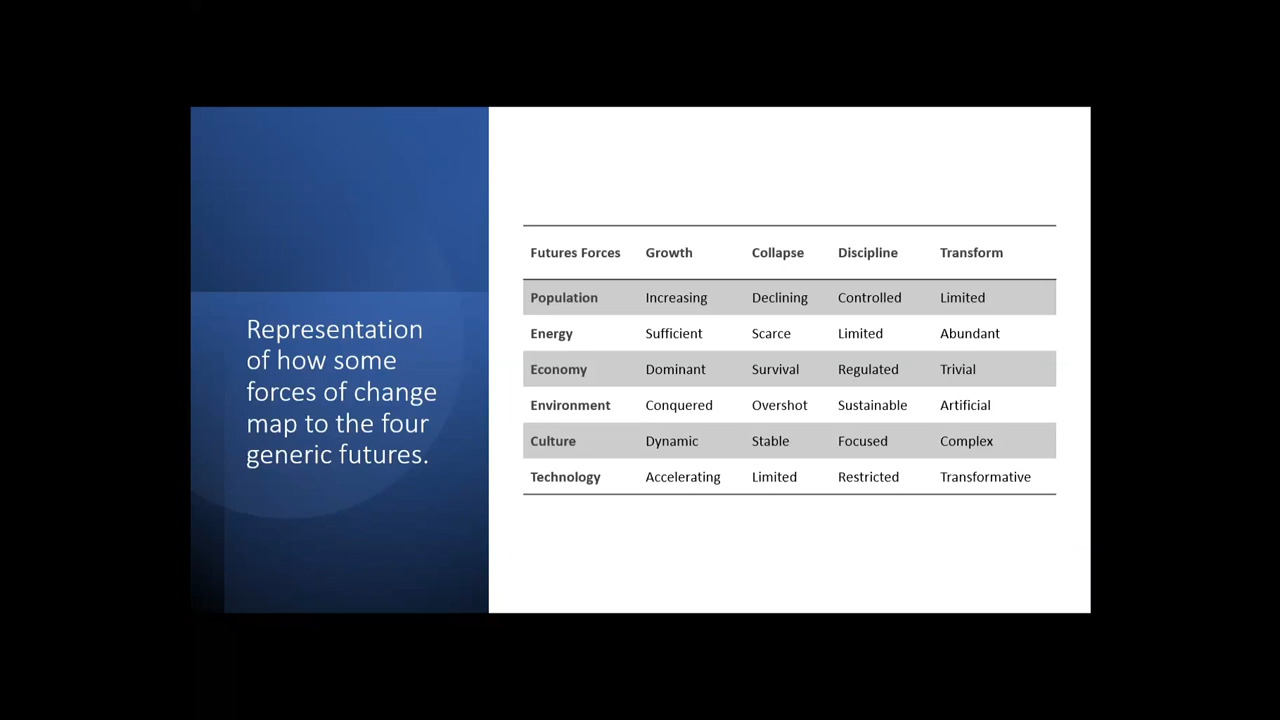 Representation
of how some
forces of change
map to the four
generic futures.
Futures Forces Growth Collapse Discipline Transform
Population Increasing Declining Controlled Limited
Energy Sufficient Scarce Limited Abundant
Economy Dominant Survival Regulated Trivial
Environment Conquered Overshot Sustainable Artificial
Culture Dynamic Stable Focused Complex
Technology Accelerating Limited Restricted Transformative